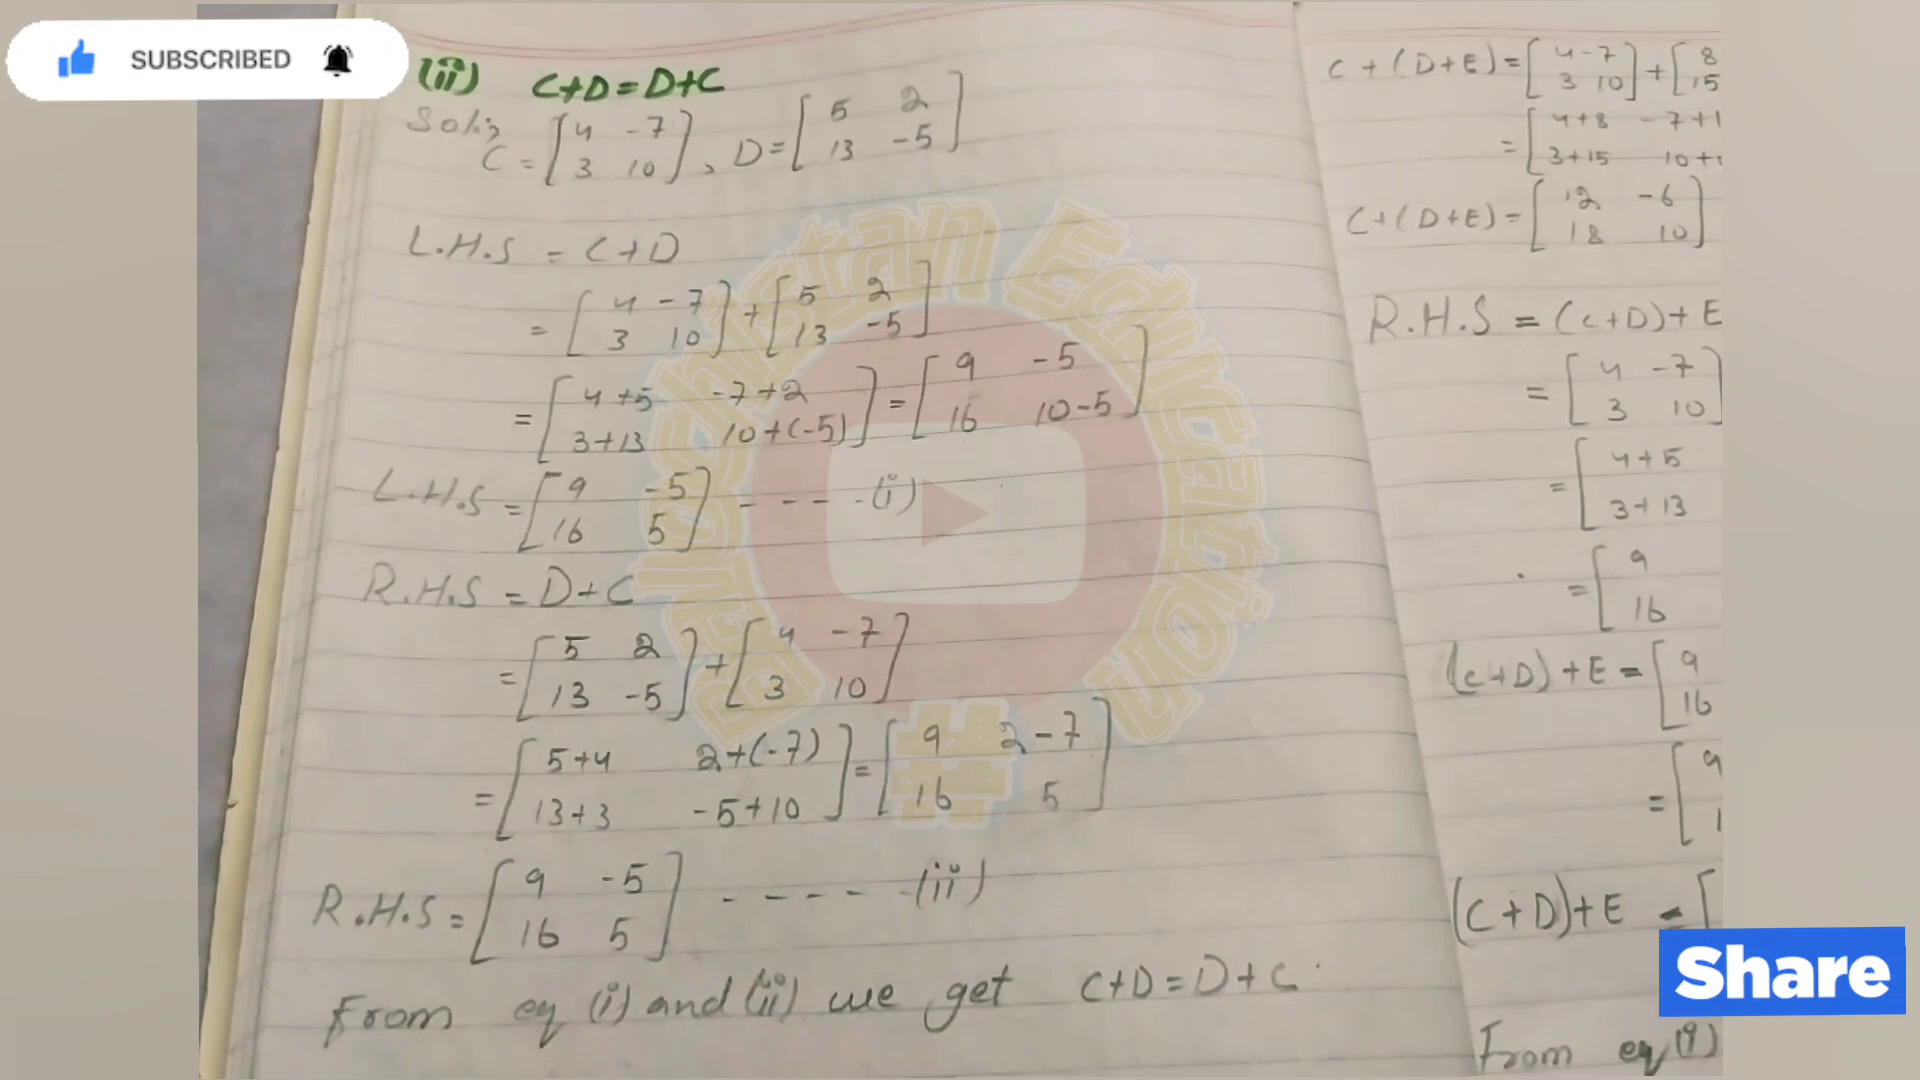 SUBSCRIBED
(ii) C+D=D+C
Sol:
C = [4 -7] , D = [5 2]
[3 10] [13 -5]
L.H.S = C+D
= [4 -7] + [5 2]
[3 10] [13 -5]
= [4+5 -7+2] = [9 -5]
[3+13 10+(-5)] [16 10-5]
L.H.S = [9 -5] - - - - (i)
[16 5]
R.H.S = D+C
= [5 2] + [4 -7]
[13 -5] [3 10]
= [5+4 2+(-7)] = [9 2-7]
[13+3 -5+10] [16 5]
R.H.S = [9 -5] - - - - - (ii)
[16 5]
From eq (i) and (ii) we get C+D=D+C.
C+(D+E) = [4 -7] + [8
[3 10] [15
= [4+8 -7+1
[3+15 10+
C+(D+E) = [12 -6]
[18 10]
R.H.S = (C+D)+E
= [4 -7]
[3 10]
= [4+5
[3+13
= [9
[16
(C+D)+E = [9
[16
= [9
[1
(C+D)+E = [
From eq (i)
Share
Balochistan Education
#